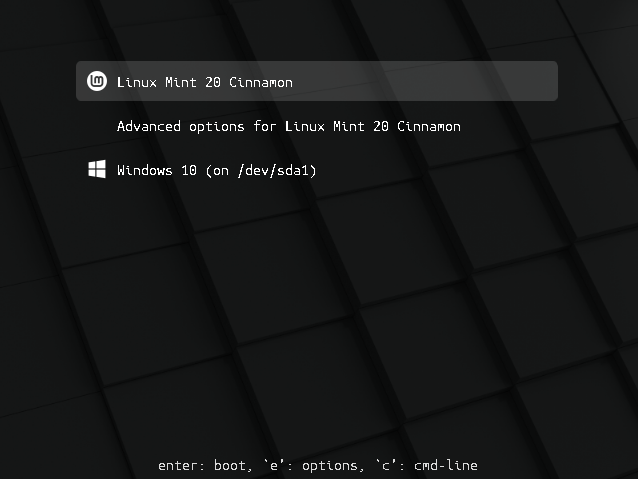 Linux Mint 20 Cinnamon
Advanced options for Linux Mint 20 Cinnamon
Windows 10 (on /dev/sda1)
enter: boot, `e': options, `c': cmd-line